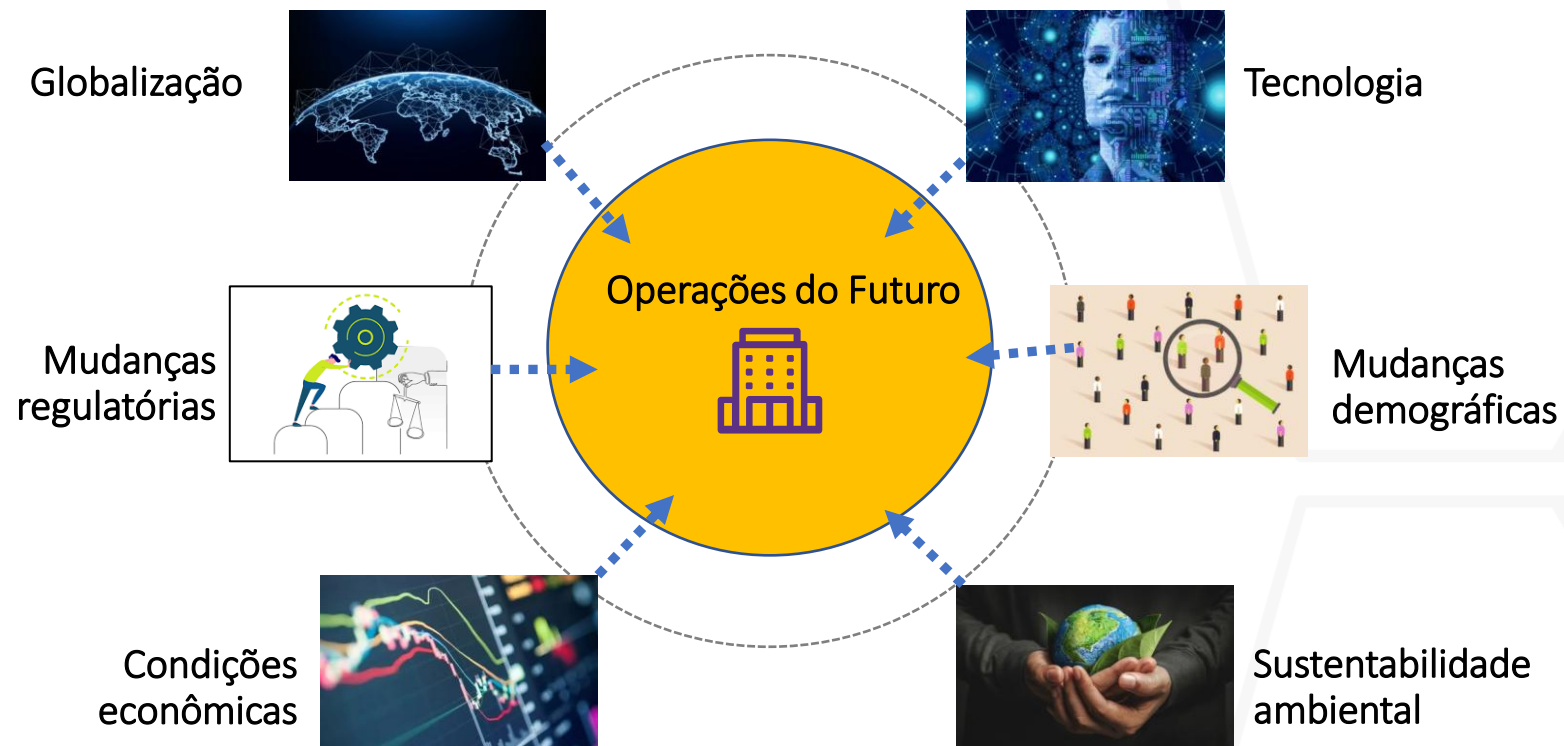 Globalização
Tecnologia
Operações do Futuro
Mudanças
regulatórias
Mudanças
demográficas
Condições
econômicas
Sustentabilidade
ambiental